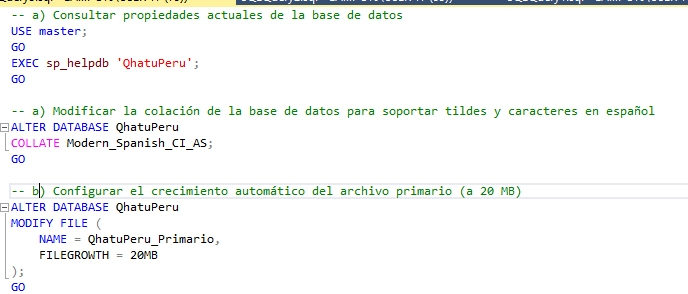 -- a) Consultar propiedades actuales de la base de datos
USE master;
GO
EXEC sp_helpdb 'QhatuPeru';
GO
-- a) Modificar la colación de la base de datos para soportar tildes y caracteres en español
ALTER DATABASE QhatuPeru
COLLATE Modern_Spanish_CI_AS;
GO
-- b) Configurar el crecimiento automático del archivo primario (a 20 MB)
ALTER DATABASE QhatuPeru
MODIFY FILE (
    NAME = QhatuPeru_Primario,
    FILEGROWTH = 20MB
);
GO